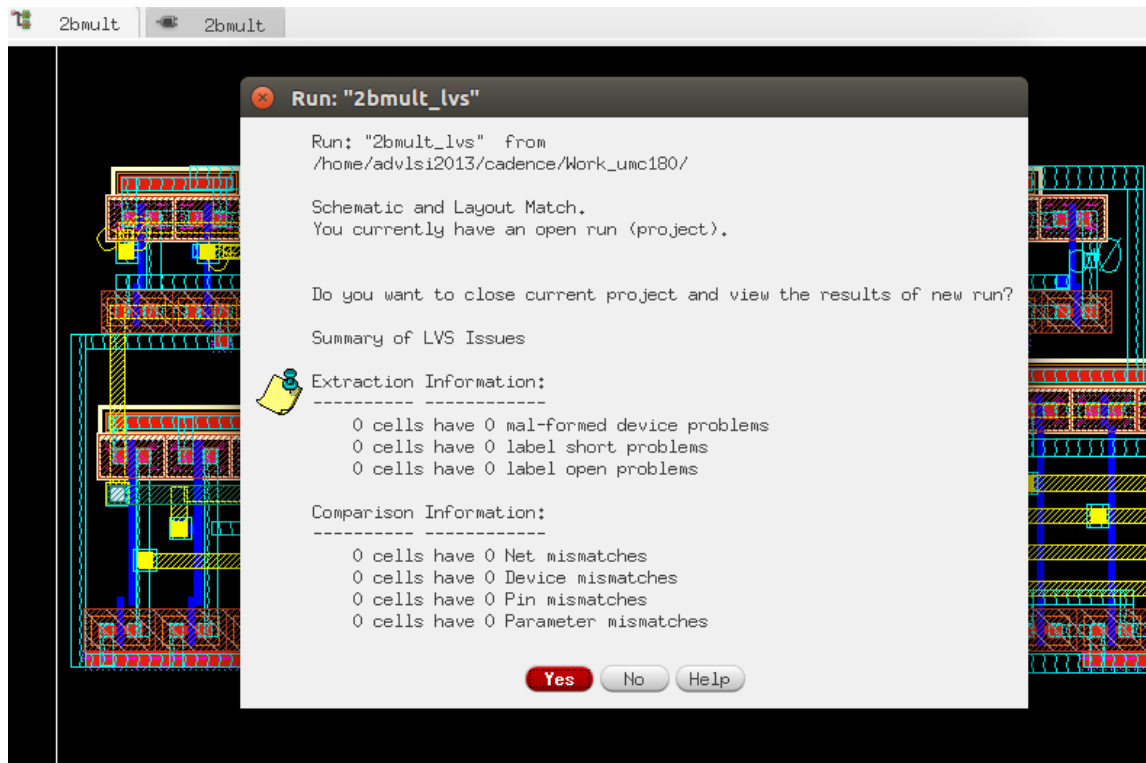 2bmult
2bmult
Run: "2bmult_lvs"
Run: "2bmult_lvs" from
/home/advlsi2013/cadence/Work_umc180/
Schematic and Layout Match.
You currently have an open run (project).
Do you want to close current project and view the results of new run?
Summary of LVS Issues
Extraction Information:
---------- ------------
0 cells have 0 mal-formed device problems
0 cells have 0 label short problems
0 cells have 0 label open problems
Comparison Information:
---------- ------------
0 cells have 0 Net mismatches
0 cells have 0 Device mismatches
0 cells have 0 Pin mismatches
0 cells have 0 Parameter mismatches
Yes
No
Help